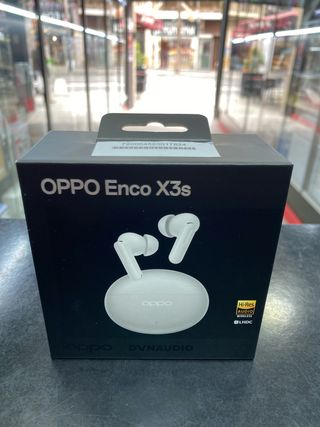 OPPO Enco X3s
oppo
Hi-Res
AUDIO
WIRELESS
LHDC
oppo DYNAUDIO